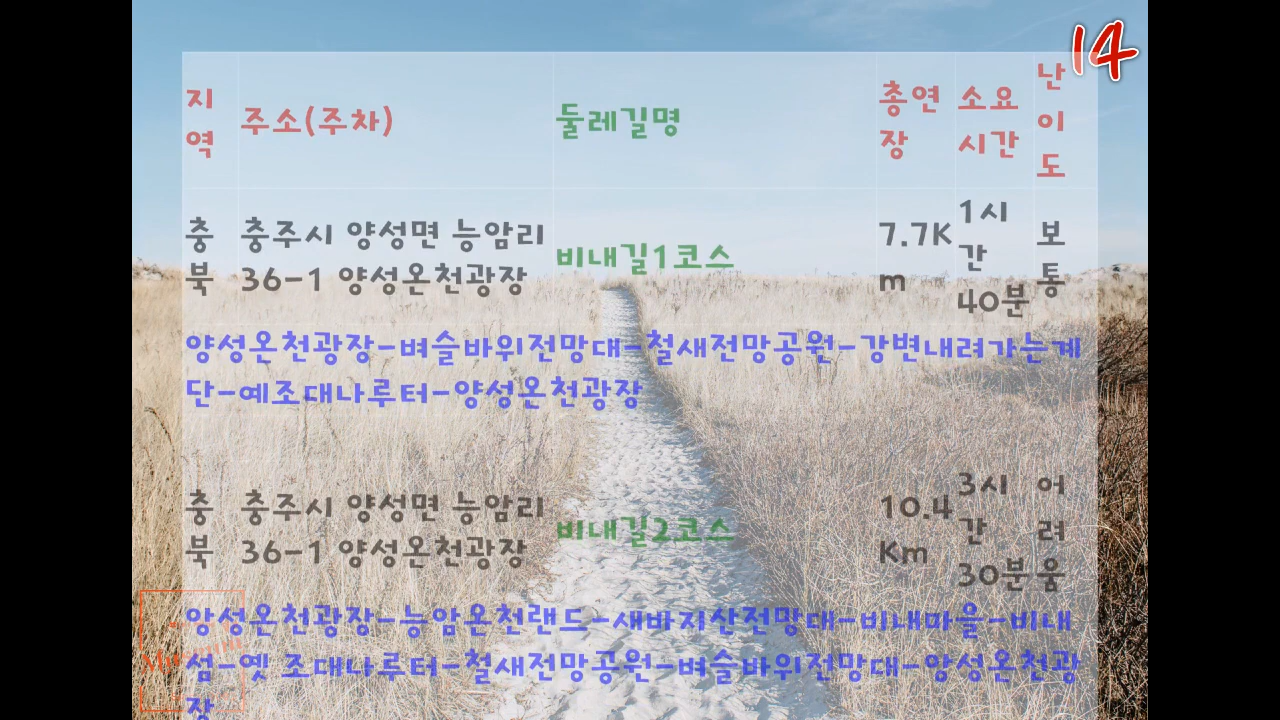 14
지역 주소(주차) 둘레길명 총연장 소요시간 난이도
충북 충주시 양성면 능암리 36-1 양성온천광장 비내길1코스 7.7Km 1시간 40분 보통
양성온천광장-벼슬바위전망대-철새전망공원-강변내려가는계
단-예조대나루터-양성온천광장
충북 충주시 양성면 능암리 36-1 양성온천광장 비내길2코스 10.4Km 3시간 30분 어려움
앙성온천광장-능암온천랜드-새바지산전망대-비내마을-비내
섬-옛 조대나루터-철새전망공원-벼슬바위전망대-앙성온천광
장